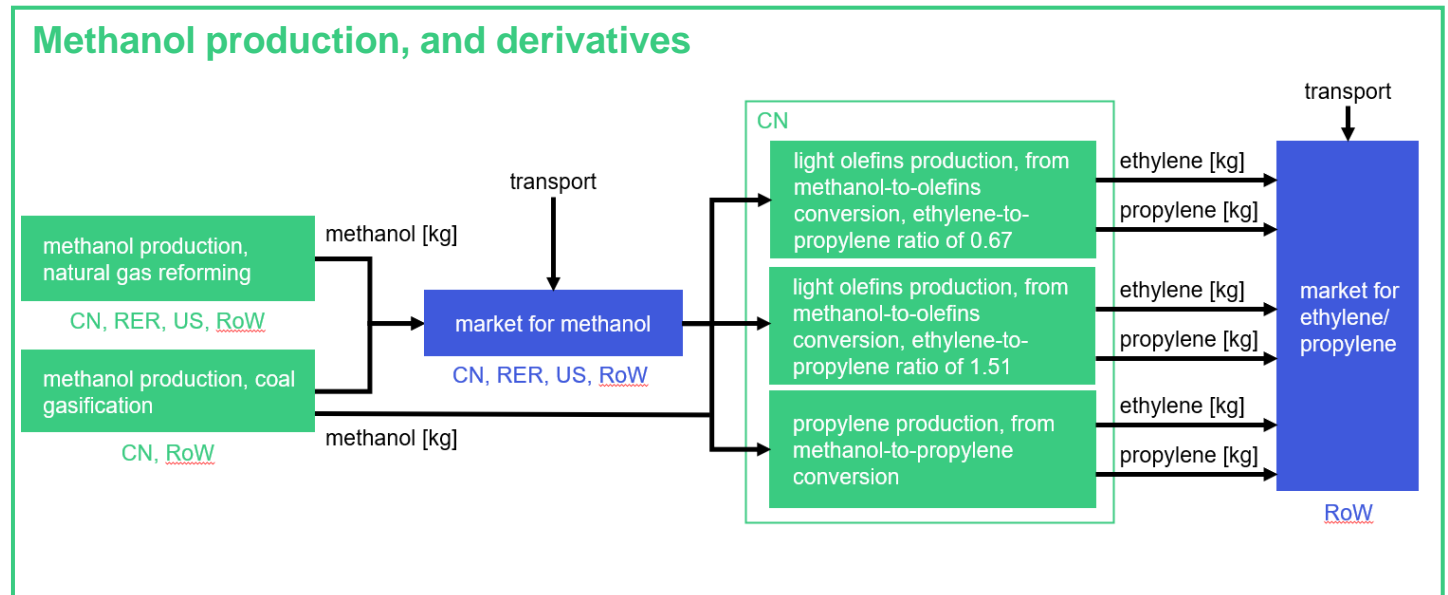 Methanol production, and derivatives
methanol production,
natural gas reforming
CN, RER, US, RoW
methanol production, coal
gasification
CN, RoW
methanol [kg]
methanol [kg]
transport
market for methanol
CN, RER, US, RoW
CN
light olefins production, from
methanol-to-olefins
conversion, ethylene-to-
propylene ratio of 0.67
light olefins production, from
methanol-to-olefins
conversion, ethylene-to-
propylene ratio of 1.51
propylene production, from
methanol-to-propylene
conversion
ethylene [kg]
propylene [kg]
ethylene [kg]
propylene [kg]
ethylene [kg]
propylene [kg]
transport
market for
ethylene/
propylene
RoW